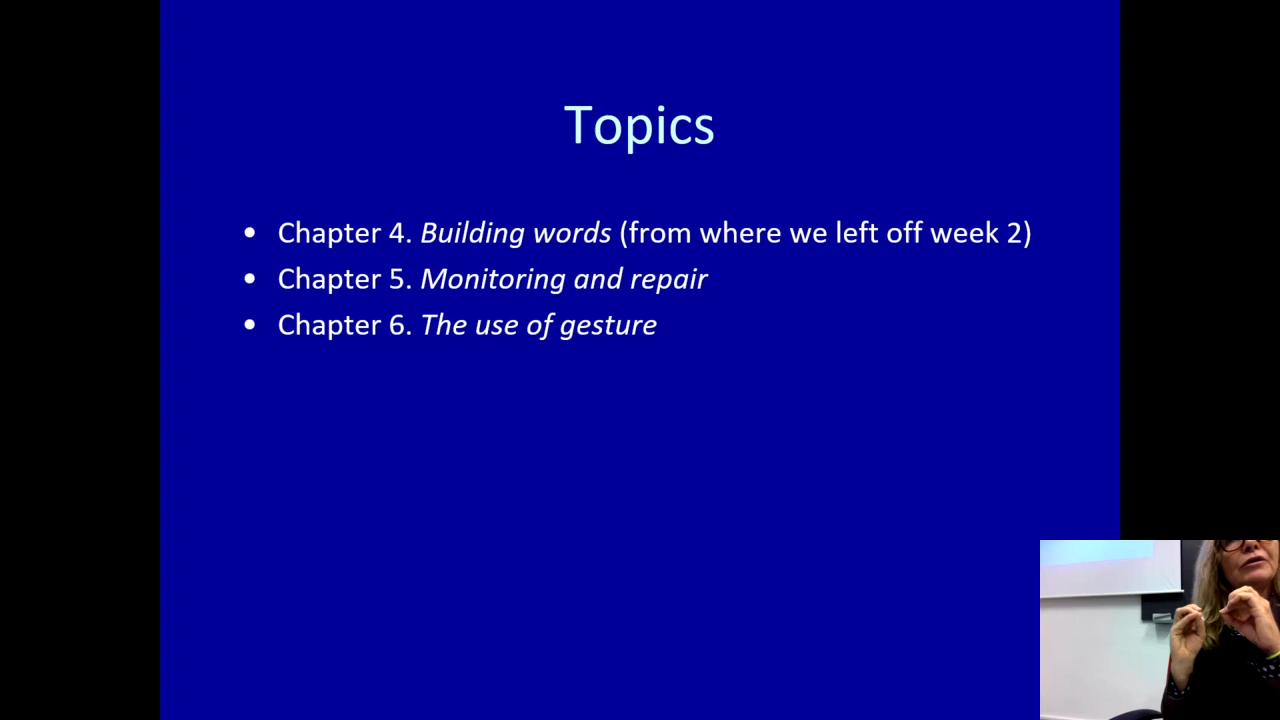 Topics
• Chapter 4. Building words (from where we left off week 2)
• Chapter 5. Monitoring and repair
• Chapter 6. The use of gesture